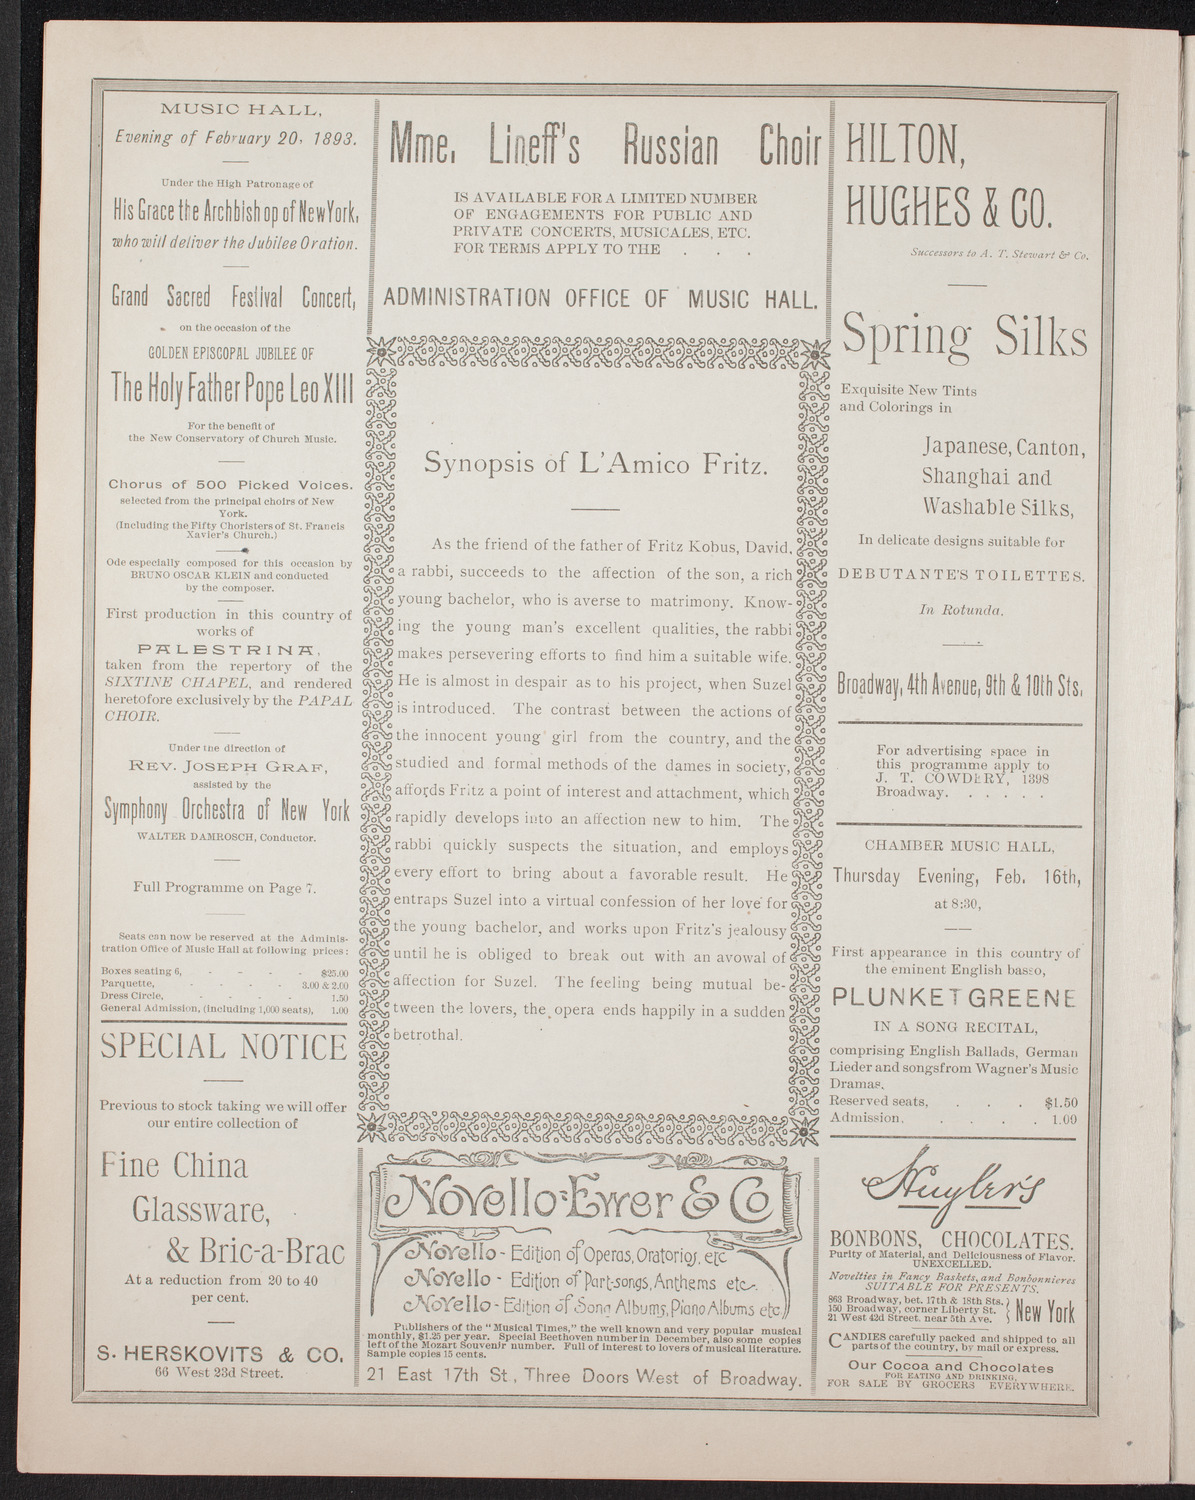 MUSIC HALL,
Evening of February 20, 1893.
Under the High Patronage of
His Grace the Archbishop of New York,
who will deliver the Jubilee Oration.
Grand Sacred Festival Concert,
on the occasion of the
GOLDEN EPISCOPAL JUBILEE OF
The Holy Father Pope Leo XIII
For the benefit of
the New Conservatory of Church Music.
Chorus of 500 Picked Voices.
selected from the principal choirs of New
York.
(Including the Fifty Choristers of St. Francis
Xavier's Church.)
Ode especially composed for this occasion by
BRUNO OSCAR KLEIN and conducted
by the composer.
First production in this country of
works of
PALESTRINA,
taken from the repertory of the
SIXTINE CHAPEL, and rendered
heretofore exclusively by the PAPAL
CHOIR.
Under the direction of
REV. JOSEPH GRAF,
assisted by the
Symphony Orchestra of New York
WALTER DAMROSCH, Conductor.
Full Programme on Page 7.
Seats can now be reserved at the Adminis-
tration Office of Music Hall at following prices:
Boxes seating 6, - - - - $25.00
Parquette, - - - - 3.00 & 2.00
Dress Circle, - - - - 1.50
General Admission, (including 1,000 seats), 1.00
SPECIAL NOTICE
Previous to stock taking we will offer
our entire collection of
Fine China
Glassware,
& Bric-a-Brac
At a reduction from 20 to 40
per cent.
S. HERSKOVITS & CO.
66 West 23d Street.
Mme. Lineff's Russian Choir
IS AVAILABLE FOR A LIMITED NUMBER
OF ENGAGEMENTS FOR PUBLIC AND
PRIVATE CONCERTS, MUSICALES, ETC.
FOR TERMS APPLY TO THE . . .
ADMINISTRATION OFFICE OF MUSIC HALL.
Synopsis of L'Amico Fritz.
As the friend of the father of Fritz Kobus, David,
a rabbi, succeeds to the affection of the son, a rich
young bachelor, who is averse to matrimony. Know-
ing the young man's excellent qualities, the rabbi
makes persevering efforts to find him a suitable wife.
He is almost in despair as to his project, when Suzel
is introduced. The contrast between the actions of
the innocent young girl from the country, and the
studied and formal methods of the dames in society,
affords Fritz a point of interest and attachment, which
rapidly develops into an affection new to him. The
rabbi quickly suspects the situation, and employs
every effort to bring about a favorable result. He
entraps Suzel into a virtual confession of her love for
the young bachelor, and works upon Fritz's jealousy
until he is obliged to break out with an avowal of
affection for Suzel. The feeling being mutual be-
tween the lovers, the opera ends happily in a sudden
betrothal.
Novello-Ewer & Co
Novello - Edition of Operas, Oratorios, etc
Novello - Edition of Part-songs, Anthems etc.
Novello - Edition of Song Albums, Piano Albums etc.
Publishers of the "Musical Times," the well known and very popular musical
monthly, $1.25 per year. Special Beethoven number in December, also some copies
left of the Mozart Souvenir number. Full of interest to lovers of musical literature.
Sample copies 15 cents.
21 East 17th St., Three Doors West of Broadway.
HILTON,
HUGHES & CO.
Successors to A. T. Stewart & Co.
Spring Silks
Exquisite New Tints
and Colorings in
Japanese, Canton,
Shanghai and
Washable Silks,
In delicate designs suitable for
DEBUTANTE'S TOILETTES.
In Rotunda.
Broadway, 4th Avenue, 9th & 10th Sts.
For advertising space in
this programme apply to
J. T. COWDERY, 1398
Broadway. . . . . .
CHAMBER MUSIC HALL,
Thursday Evening, Feb. 16th,
at 8:30,
First appearance in this country of
the eminent English basso,
PLUNKET GREENE
IN A SONG RECITAL,
comprising English Ballads, German
Lieder and songs from Wagner's Music
Dramas.
Reserved seats, . . . $1.50
Admission, . . . . 1.00
Huyler's
BONBONS, CHOCOLATES.
Purity of Material, and Deliciousness of Flavor.
UNEXCELLED.
Novelties in Fancy Baskets, and Bonbonnieres
SUITABLE FOR PRESENTS.
863 Broadway, bet. 17th & 18th Sts.
150 Broadway, corner Liberty St.
21 West 42d Street, near 5th Ave.
New York
CANDIES carefully packed and shipped to all
parts of the country, by mail or express.
Our Cocoa and Chocolates
FOR EATING AND DRINKING,
FOR SALE BY GROCERS EVERYWHERE.